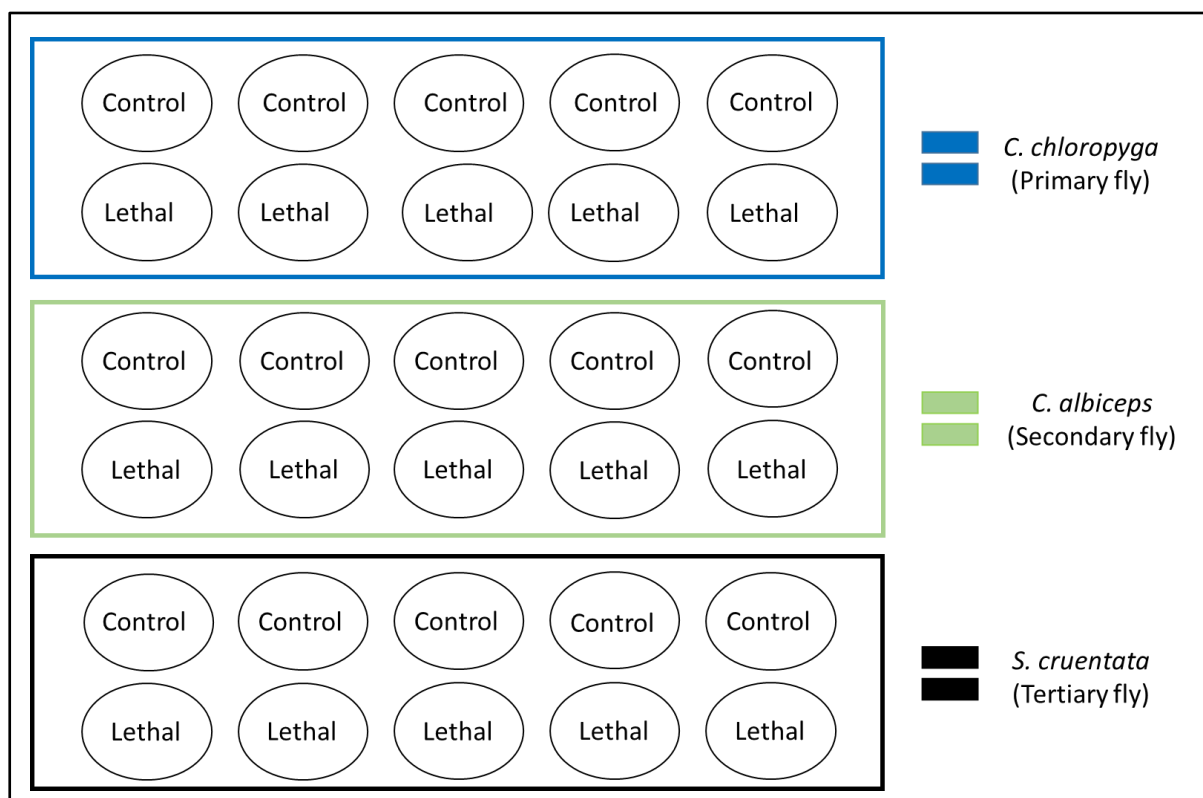 Control Control Control Control Control
Lethal Lethal Lethal Lethal Lethal
C. chloropyga
(Primary fly)
Control Control Control Control Control
Lethal Lethal Lethal Lethal Lethal
C. albiceps
(Secondary fly)
Control Control Control Control Control
Lethal Lethal Lethal Lethal Lethal
S. cruentata
(Tertiary fly)